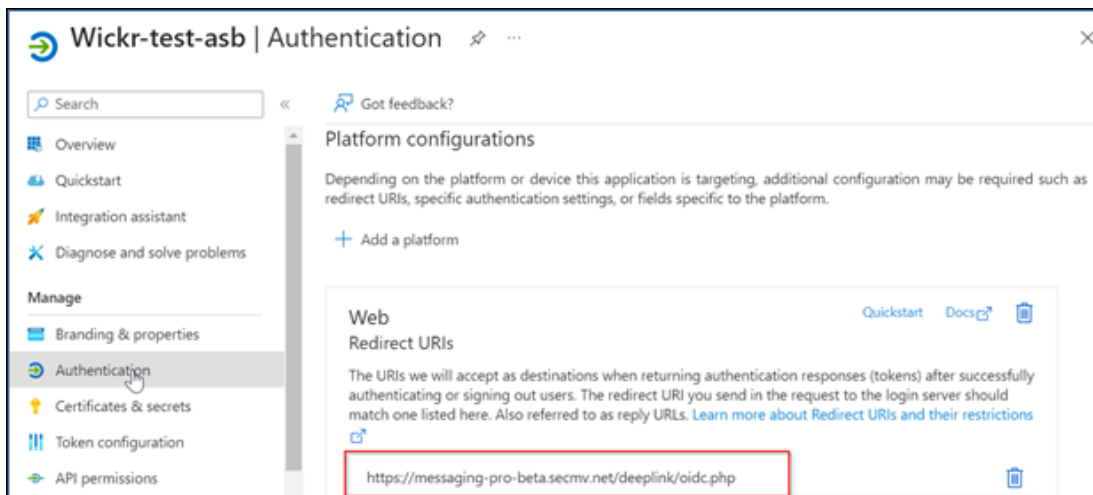 Wickr-test-asb | Authentication
Search
Overview
Quickstart
Integration assistant
Diagnose and solve problems
Manage
Branding & properties
Authentication
Certificates & secrets
Token configuration
API permissions
Got feedback?
Platform configurations
Depending on the platform or device this application is targeting, additional configuration may be required such as
redirect URIs, specific authentication settings, or fields specific to the platform.
Add a platform
Web
Quickstart Docs
Redirect URIs
The URIs we will accept as destinations when returning authentication responses (tokens) after successfully
authenticating or signing out users. The redirect URI you send in the request to the login server should
match one listed here. Also referred to as reply URLs. Learn more about Redirect URIs and their restrictions
https://messaging-pro-beta.secmv.net/deeplink/oidc.php